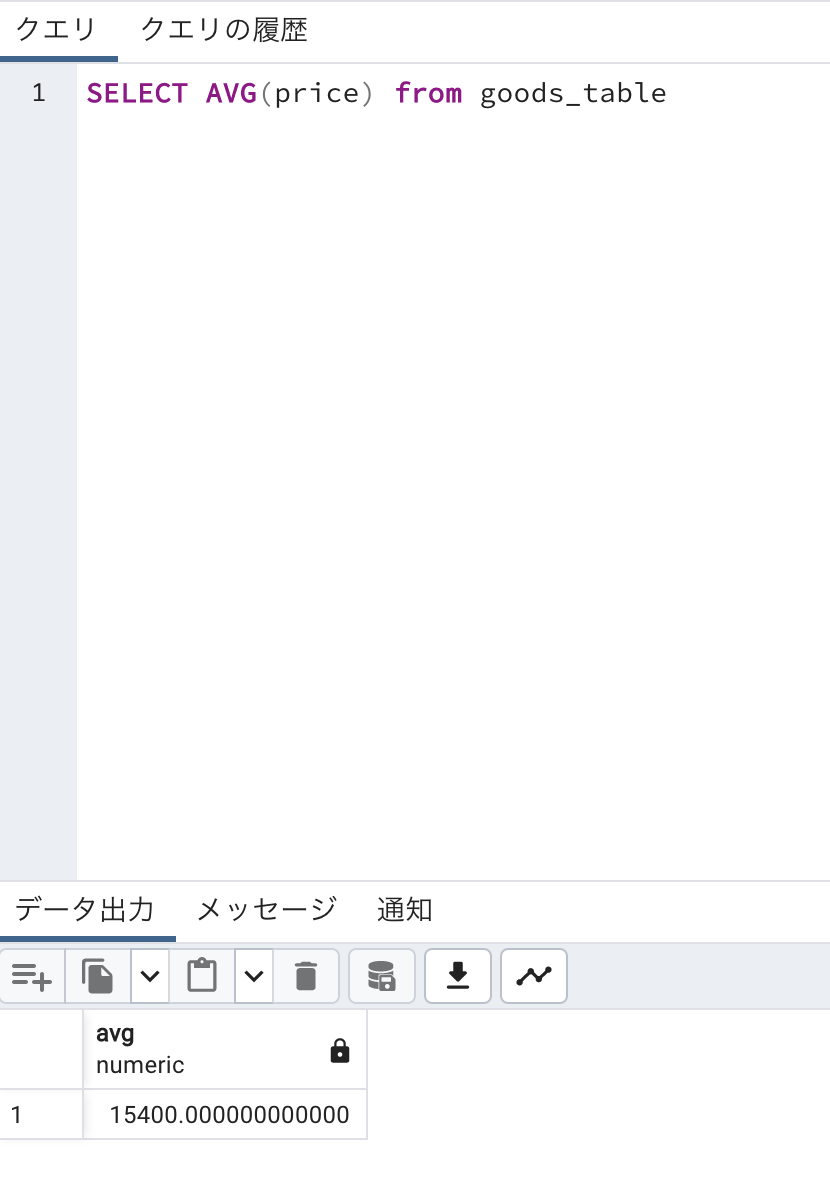 クエリ クエリの履歴
1 SELECT AVG(price) from goods_table
データ出力 メッセージ 通知
avg
numeric
1 15400.000000000000